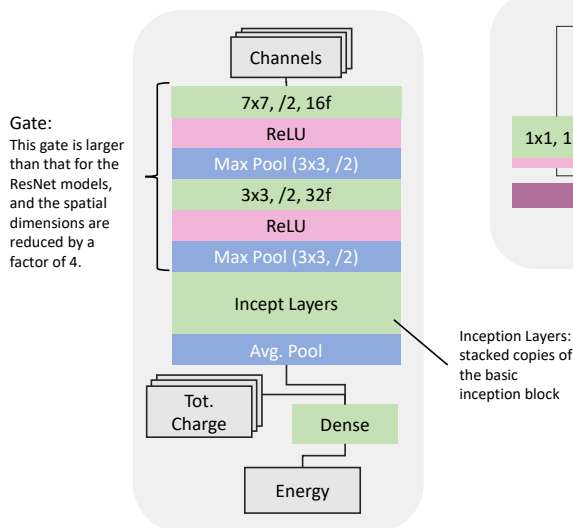 Channels
7x7, /2, 16f
ReLU
Max Pool (3x3, /2)
3x3, /2, 32f
ReLU
Max Pool (3x3, /2)
Incept Layers
Avg. Pool
Tot.
Charge
Dense
Energy
Gate:
This gate is larger
than that for the
ResNet models,
and the spatial
dimensions are
reduced by a
factor of 4.
Inception Layers:
stacked copies of
the basic
inception block
1x1, 1